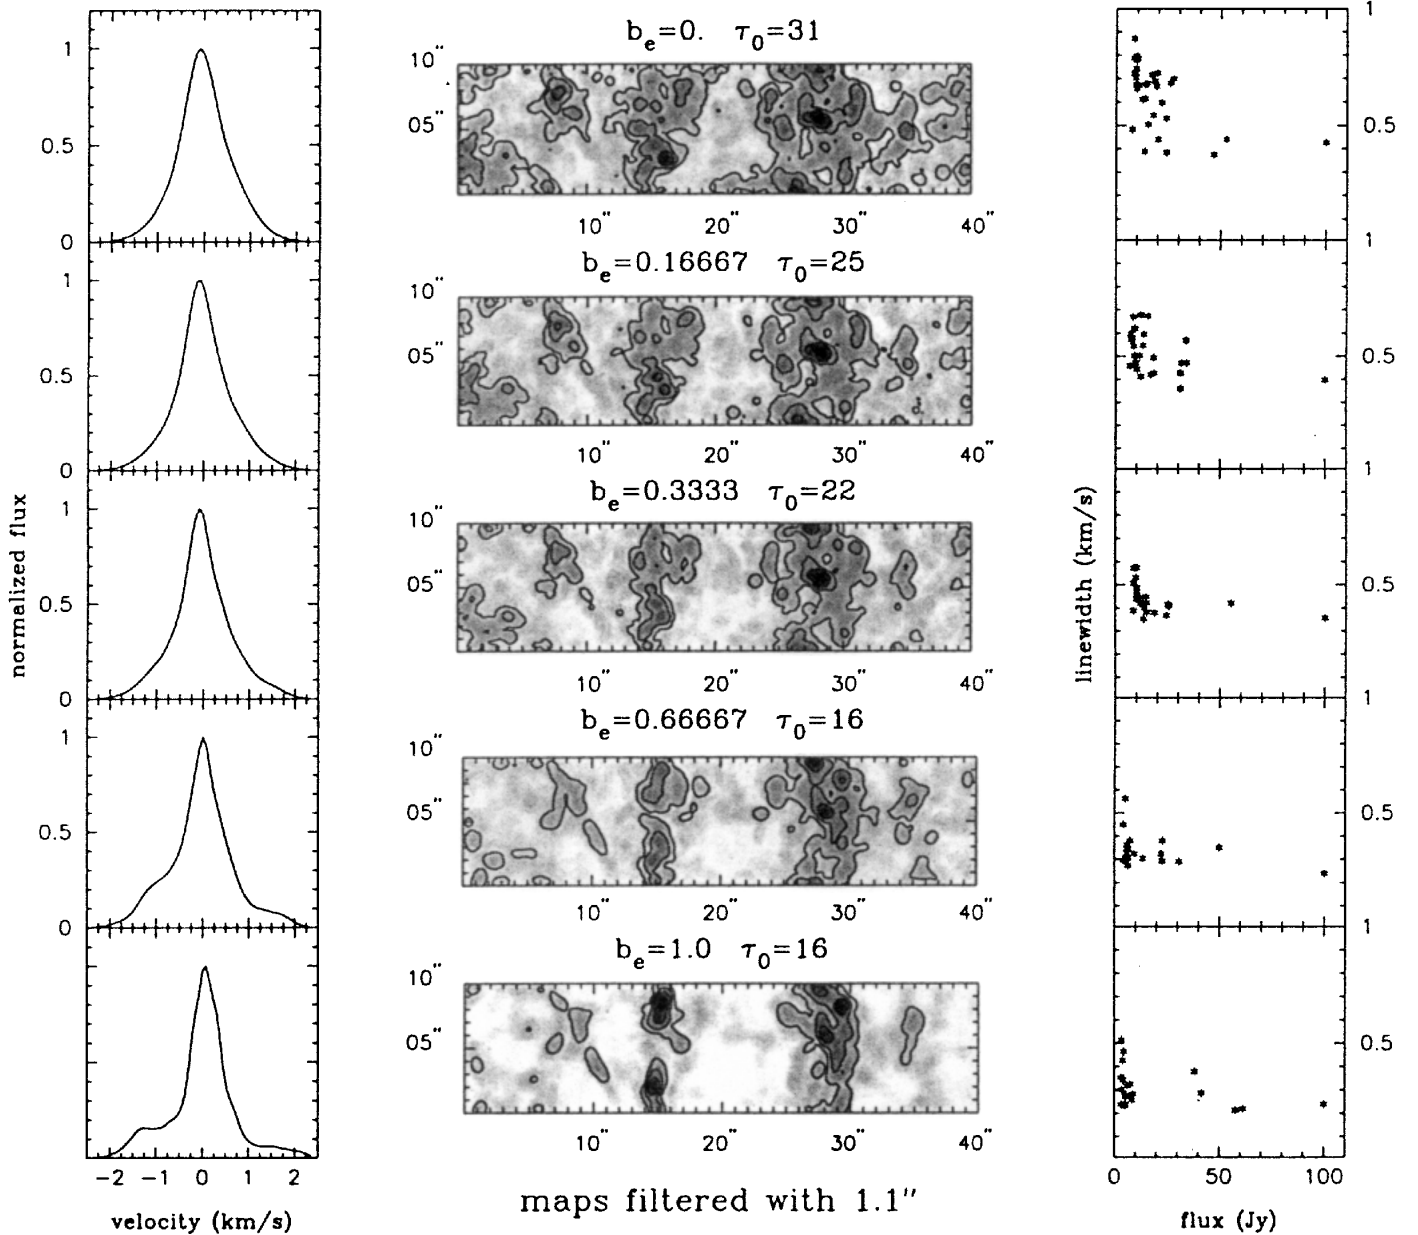 b_e=0. τ_0=31
1
0.5
0
10"
05"
10" 20" 30" 40"
1
0.5
1
b_e=0.16667 τ_0=25
1
0.5
0
10"
05"
10" 20" 30" 40"
0.5
1
b_e=0.3333 τ_0=22
normalized flux
1
0.5
0
10"
05"
10" 20" 30" 40"
linewidth (km/s)
0.5
1
b_e=0.66667 τ_0=16
1
0.5
0
10"
05"
10" 20" 30" 40"
0.5
1
b_e=1.0 τ_0=16
10"
05"
10" 20" 30" 40"
0.5
1
-2 -1 0 1 2
velocity (km/s)
maps filtered with 1.1"
0 50 100
flux (Jy)